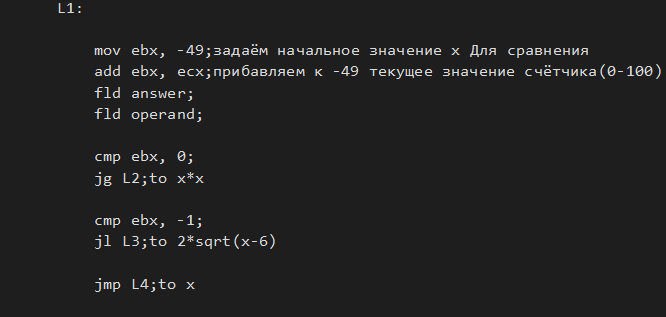 L1:
mov ebx, -49;задаём начальное значение x Для сравнения
add ebx, ecx;прибавляем к -49 текущее значение счётчика(0-100)
fld answer;
fld operand;
cmp ebx, 0;
jg L2;to x*x
cmp ebx, -1;
jl L3;to 2*sqrt(x-6)
jmp L4;to x